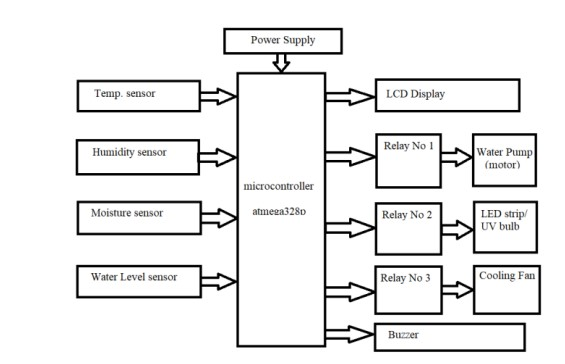 Power Supply
Temp. sensor
LCD Display
Humidity sensor
Relay No 1
Water Pump
(motor)
microcontroller
atmega328p
Moisture sensor
Relay No 2
LED strip/
UV bulb
Water Level sensor
Relay No 3
Cooling Fan
Buzzer